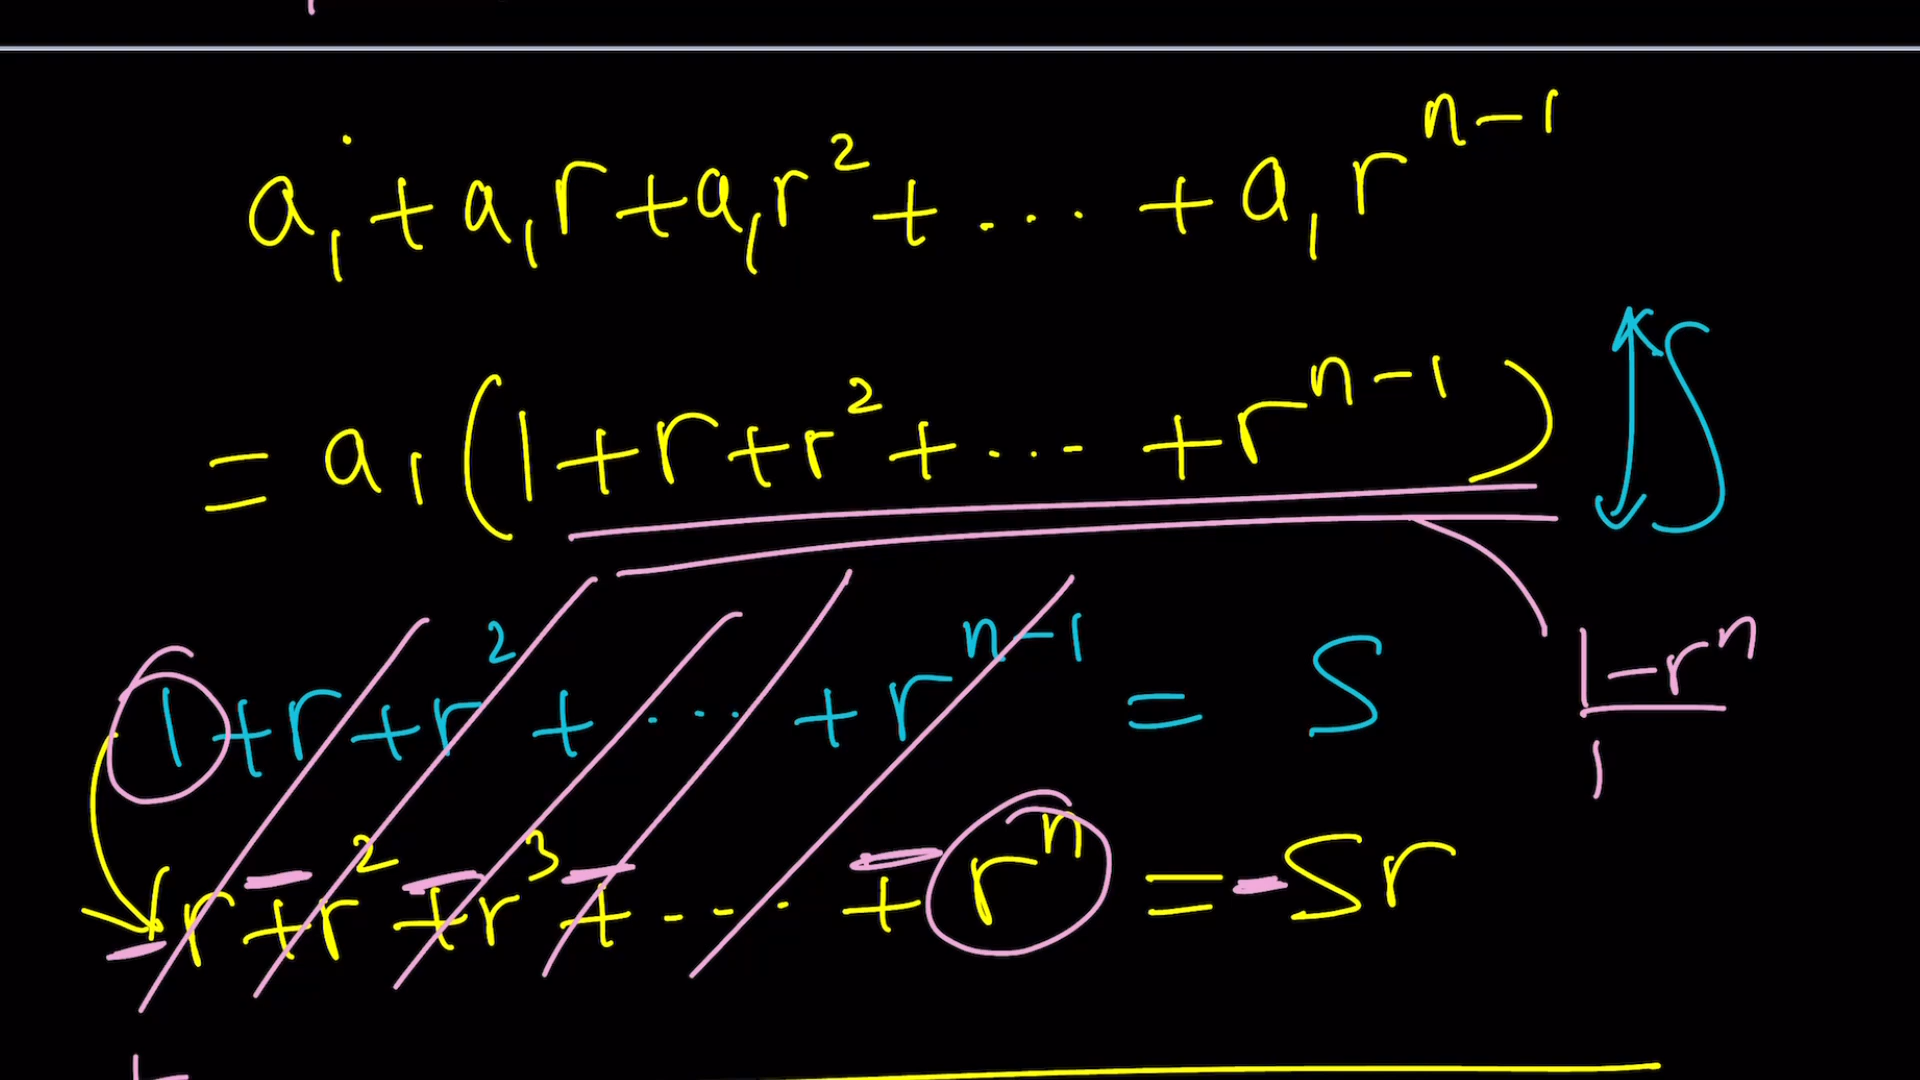 a₁ + a₁r + a₁r² + ... + a₁rⁿ⁻¹
= a₁(1 + r + r² + ... + rⁿ⁻¹) S
1 + r + r² + ... + rⁿ⁻¹ = S
1-rⁿ
1
- r + r² + r³ + ... + rⁿ = -Sr
- - - -